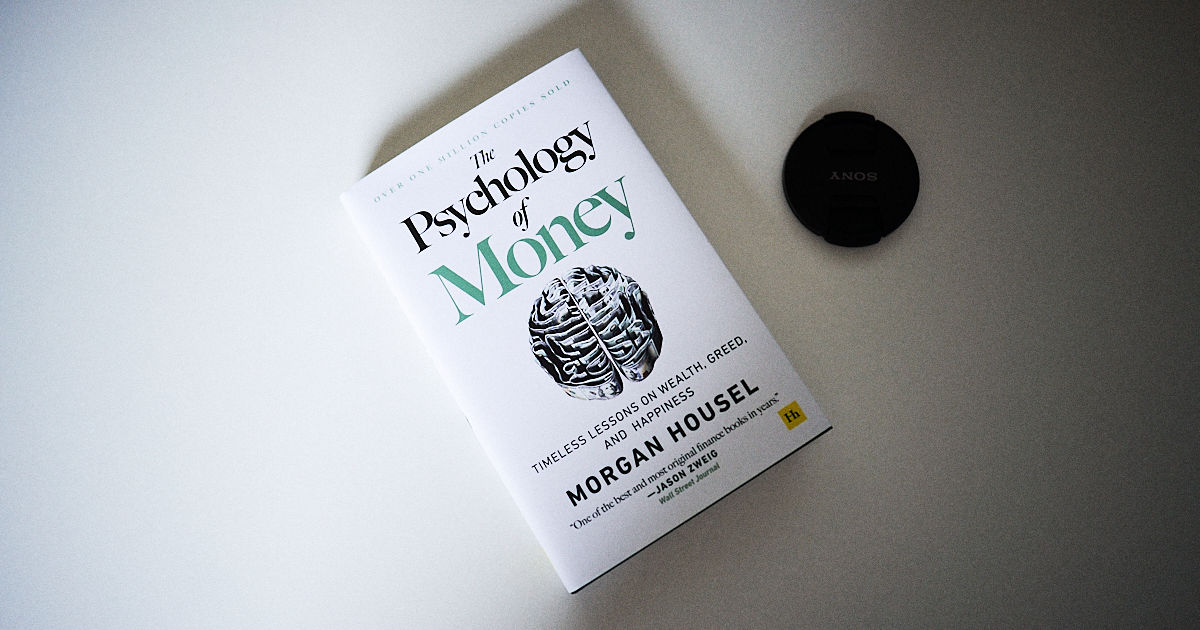 OVER ONE MILLION COPIES SOLD
The
Psychology
of
Money
TIMELESS LESSONS ON WEALTH, GREED,
AND HAPPINESS
MORGAN HOUSEL
"One of the best and most original finance books in years."
—JASON ZWEIG
Wall Street Journal
Hh
SONY